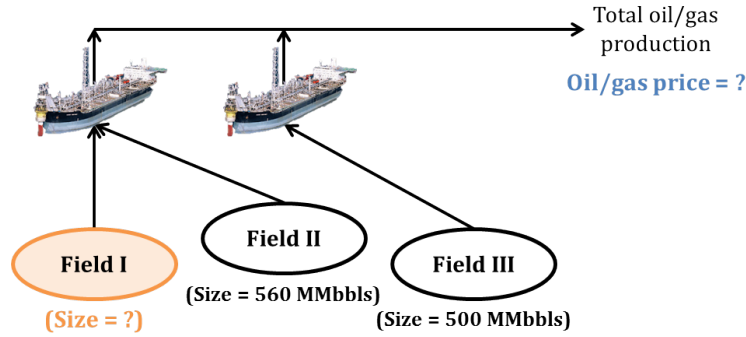 Total oil/gas
production
Oil/gas price = ?
Field I
(Size = ?)
Field II
(Size = 560 MMbbls)
Field III
(Size = 500 MMbbls)